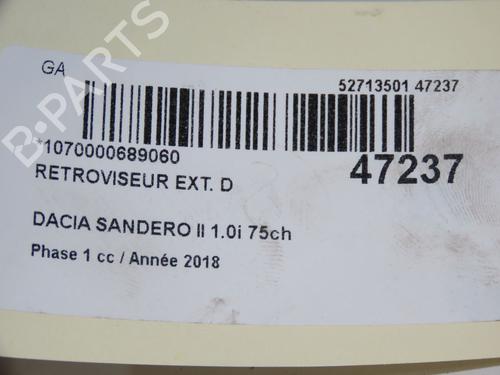 GA
52713501 47237
*1070000689060
47237
RETROVISEUR EXT. D
DACIA SANDERO II 1.0i 75ch
Phase 1 cc / Année 2018
B-PARTS